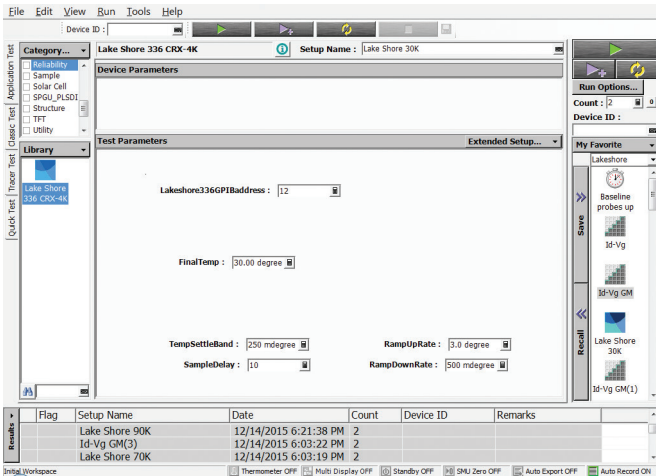 File Edit View Run Tools Help
Device ID :
Application Test
Classic Test
Tracer Test
Quick Test
Category...
Reliability
Sample
Solar Cell
SPGU_PLSDI
Structure
TFT
Utility
Library
Lake Shore
336 CRX-4K
Lake Shore 336 CRX-4K
Setup Name : Lake Shore 30K
Device Parameters
Test Parameters
Extended Setup...
Lakeshore336GPIBaddress : 12
FinalTemp : 30.00 degree
TempSettleBand : 250 mdegree
RampUpRate : 3.0 degree
SampleDelay : 10
RampDownRate : 500 mdegree
Run Options...
Count : 2
0
Device ID :
My Favorite
Lakeshore
Save
Recall
Baseline
probes up
Id-Vg
Id-Vg GM
Lake Shore
30K
Id-Vg GM(1)
Results
Flag Setup Name Date Count Device ID Remarks
Lake Shore 90K 12/14/2015 6:21:38 PM 2
Id-Vg GM(3) 12/14/2015 6:03:22 PM 2
Lake Shore 70K 12/14/2015 6:03:19 PM 2
Initial Workspace
Thermometer OFF Multi Display OFF Standby OFF SMU Zero OFF Auto Export OFF Auto Record ON